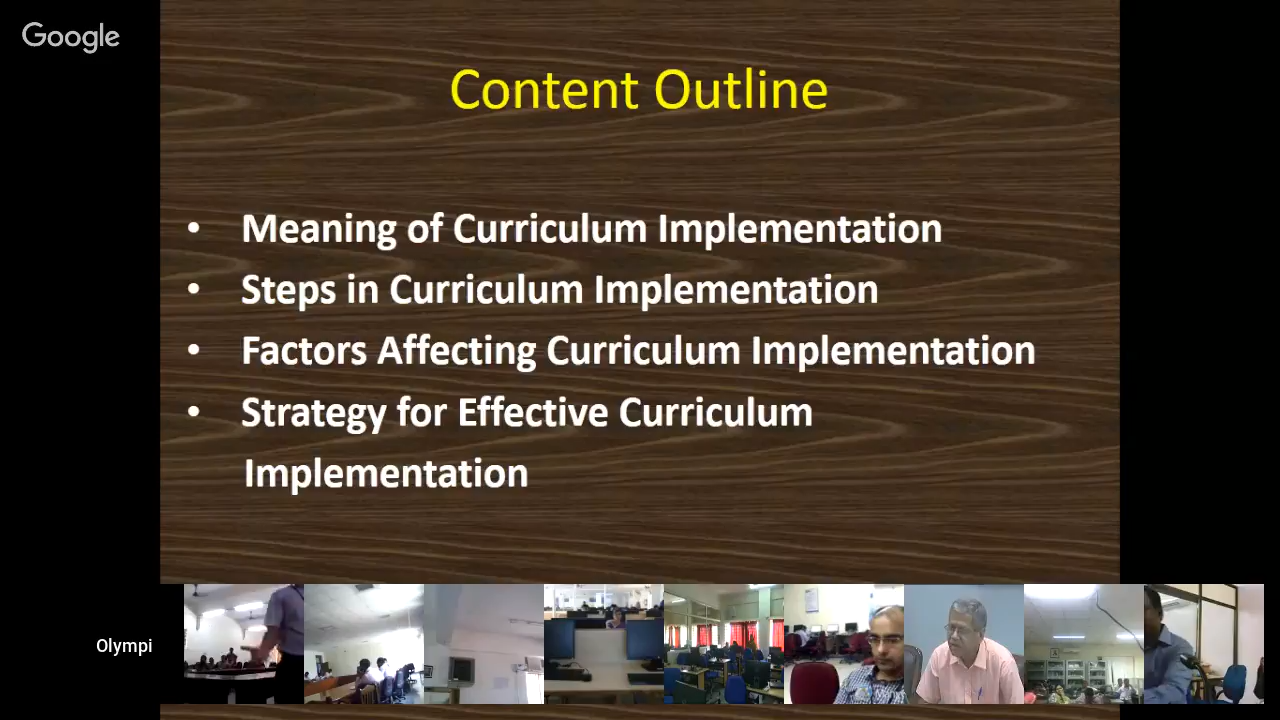 Google
Content Outline
• Meaning of Curriculum Implementation
• Steps in Curriculum Implementation
• Factors Affecting Curriculum Implementation
• Strategy for Effective Curriculum
Implementation
Olympi